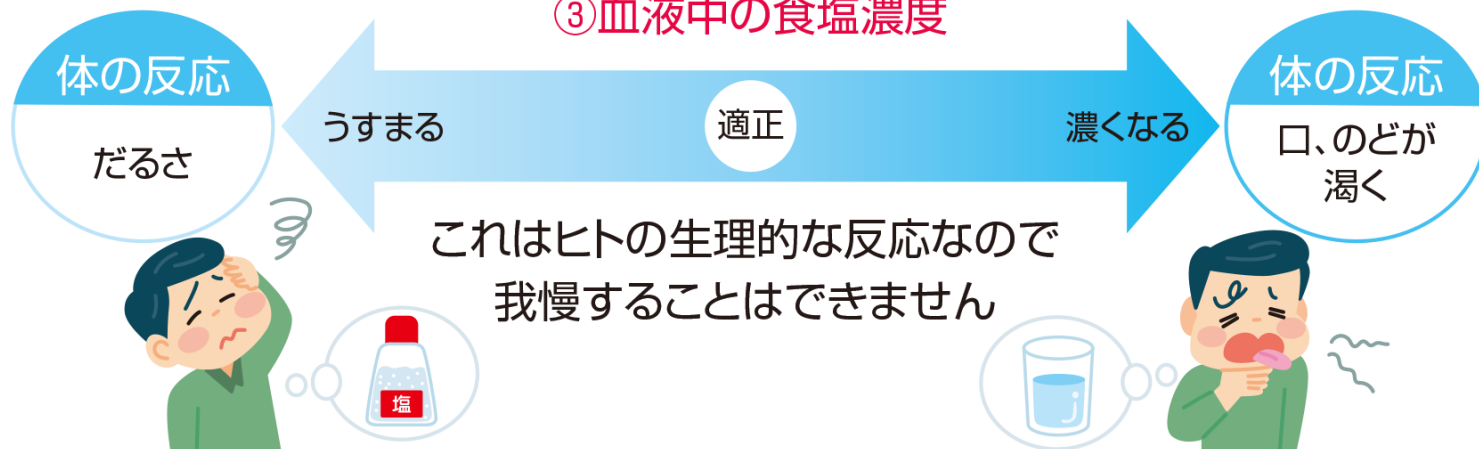 ③血液中の食塩濃度
体の反応
だるさ
うすまる
適正
濃くなる
体の反応
口、のどが
渇く
これはヒトの生理的な反応なので
我慢することはできません
塩